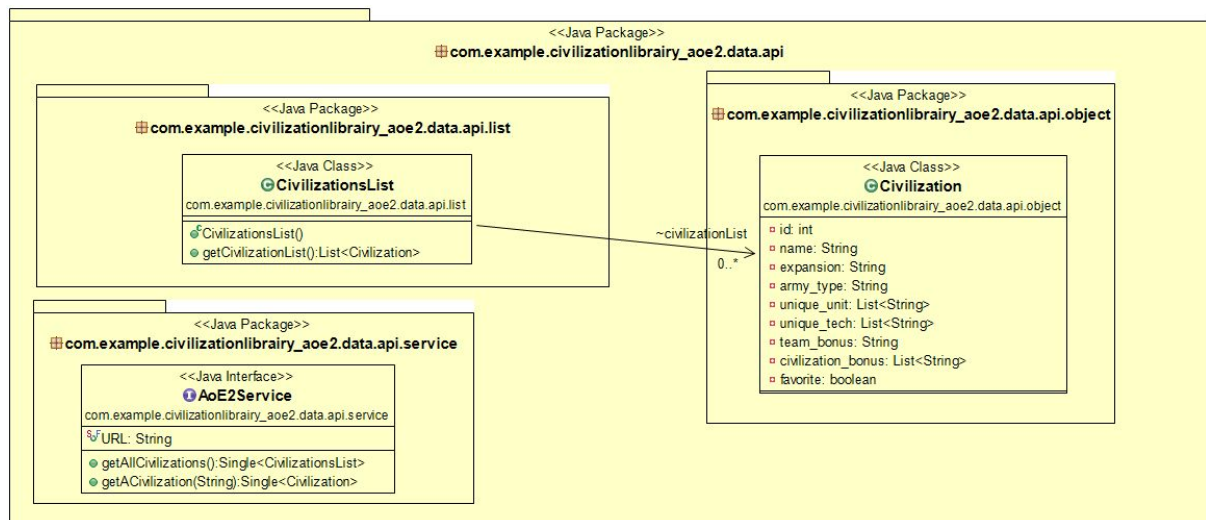 <<Java Package>>
com.example.civilizationlibrairy_aoe2.data.api
<<Java Package>>
com.example.civilizationlibrairy_aoe2.data.api.list
<<Java Class>>
CivilizationsList
com.example.civilizationlibrairy_aoe2.data.api.list
CivilizationsList()
getCivilizationList():List<Civilization>
~civilizationList
0..*
<<Java Package>>
com.example.civilizationlibrairy_aoe2.data.api.object
<<Java Class>>
Civilization
com.example.civilizationlibrairy_aoe2.data.api.object
id: int
name: String
expansion: String
army_type: String
unique_unit: List<String>
unique_tech: List<String>
team_bonus: String
civilization_bonus: List<String>
favorite: boolean
<<Java Package>>
com.example.civilizationlibrairy_aoe2.data.api.service
<<Java Interface>>
AoE2Service
com.example.civilizationlibrairy_aoe2.data.api.service
URL: String
getAllCivilizations():Single<CivilizationsList>
getACivilization(String):Single<Civilization>